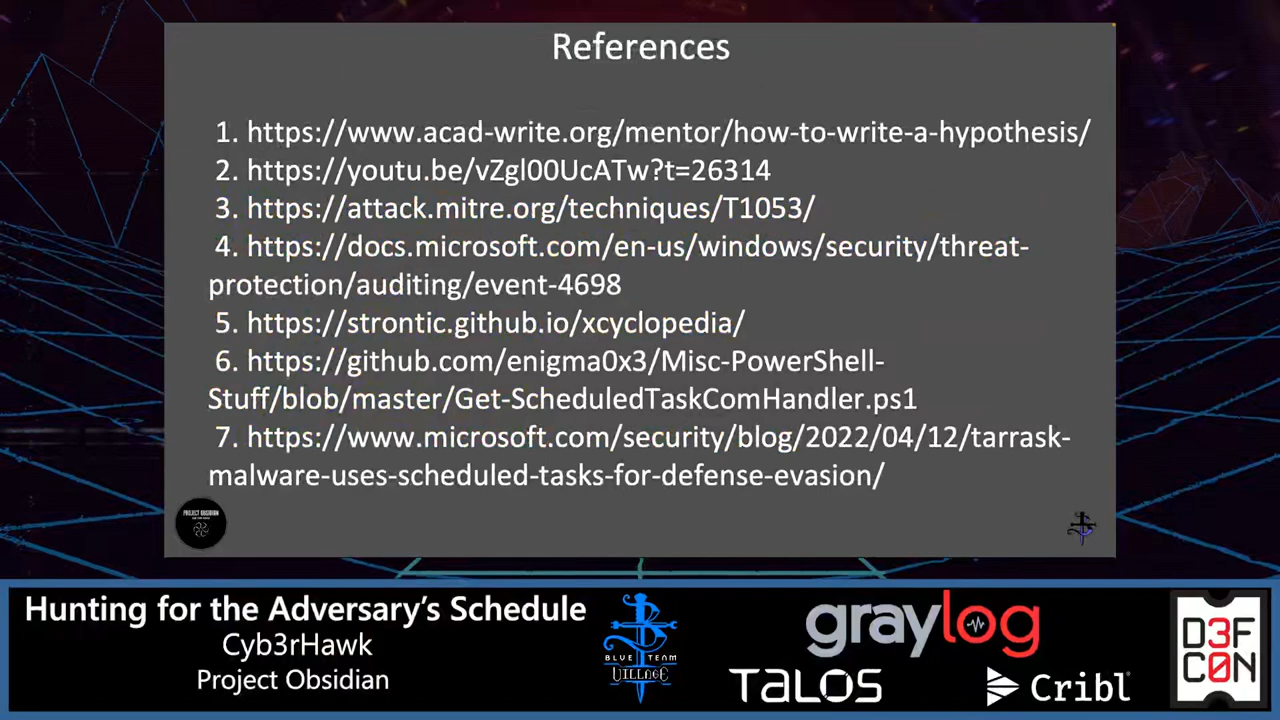 References
1. https://www.acad-write.org/mentor/how-to-write-a-hypothesis/
2. https://youtu.be/vZgl00UcATw?t=26314
3. https://attack.mitre.org/techniques/T1053/
4. https://docs.microsoft.com/en-us/windows/security/threat-
protection/auditing/event-4698
5. https://strontic.github.io/xcyclopedia/
6. https://github.com/enigma0x3/Misc-PowerShell-
Stuff/blob/master/Get-ScheduledTaskComHandler.ps1
7. https://www.microsoft.com/security/blog/2022/04/12/tarrask-
malware-uses-scheduled-tasks-for-defense-evasion/
PROJECT OBSIDIAN
Hunting for the Adversary's Schedule
Cyb3rHawk
Project Obsidian
BLUE TEAM
VILLAGE
graylog
TALOS
Cribl
D3F
C0N